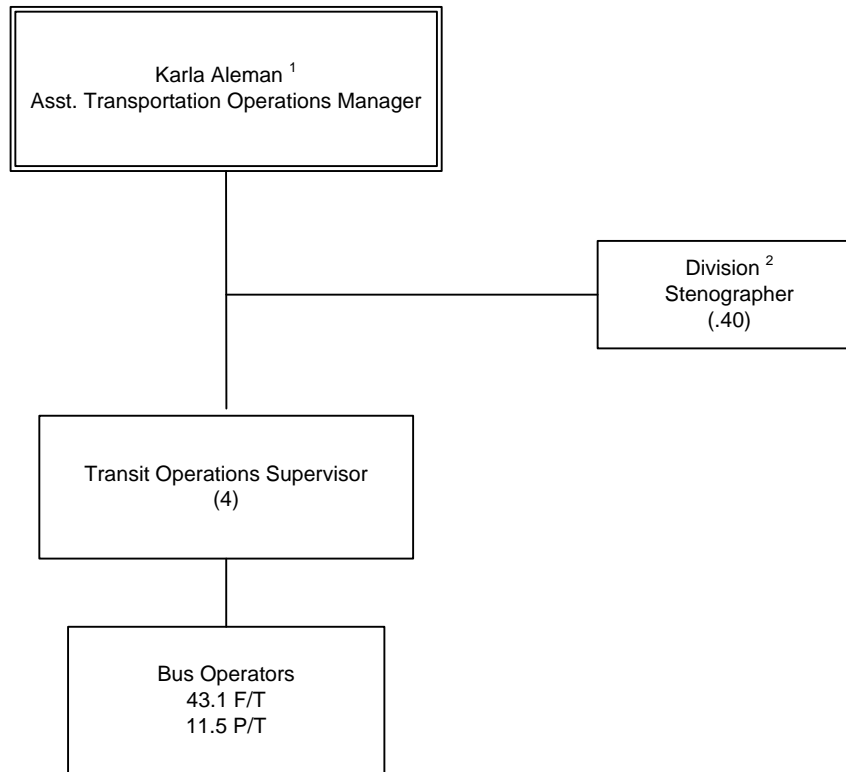 Karla Aleman 1
Asst. Transportation Operations Manager
Division 2
Stenographer
(.40)
Transit Operations Supervisor
(4)
Bus Operators
43.1 F/T
11.5 P/T